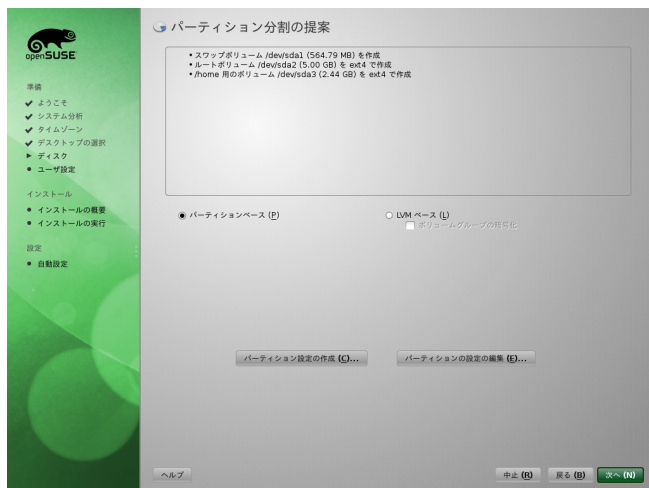 openSUSE
準備
ようこそ
システム分析
タイムゾーン
デスクトップの選択
ディスク
ユーザ設定
インストール
インストールの概要
インストールの実行
設定
自動設定
パーティション分割の提案
• スワップボリューム /dev/sda1 (564.79 MB) を作成
• ルートボリューム /dev/sda2 (5.00 GB) を ext4 で作成
• /home 用のボリューム /dev/sda3 (2.44 GB) を ext4 で作成
パーティションベース (P)
LVM ベース (L)
ボリュームグループの暗号化
パーティション設定の作成 (C)...
パーティションの設定の編集 (E)...
ヘルプ
中止 (R)
戻る (B)
次へ (N)